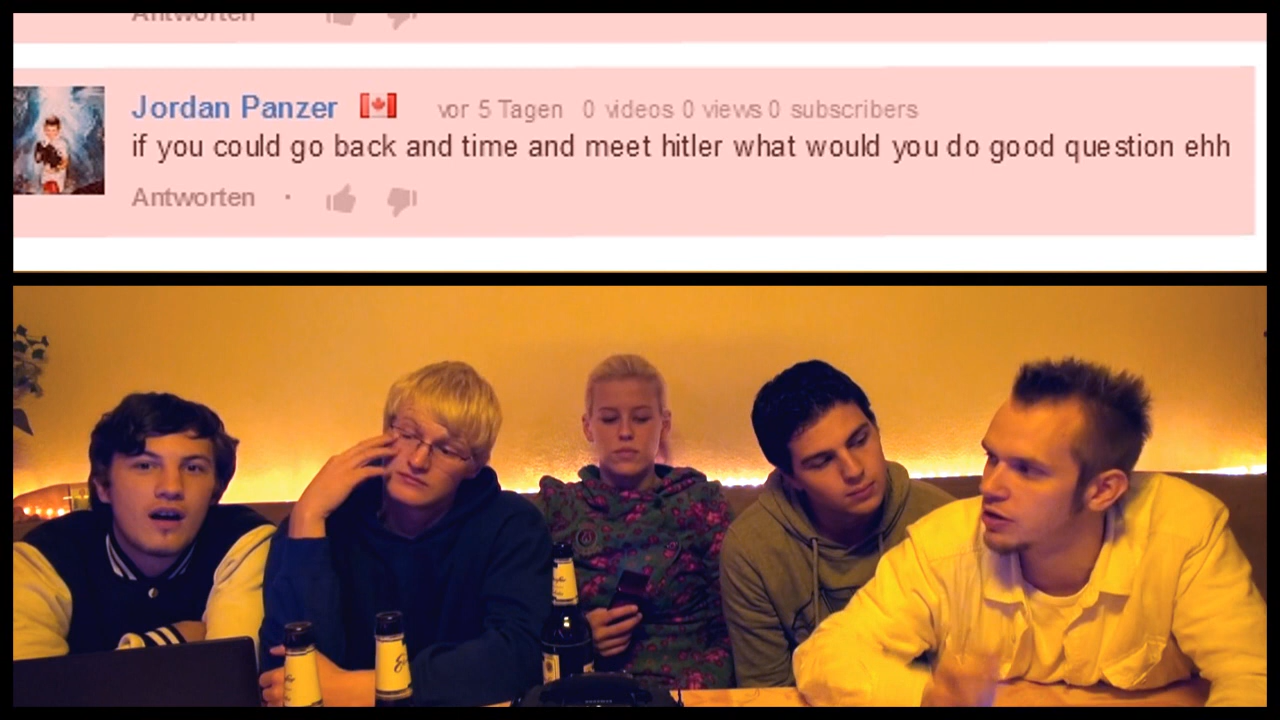 Antworten
Jordan Panzer vor 5 Tagen 0 videos 0 views 0 subscribers
if you could go back and time and meet hitler what would you do good question ehh
Antworten ·